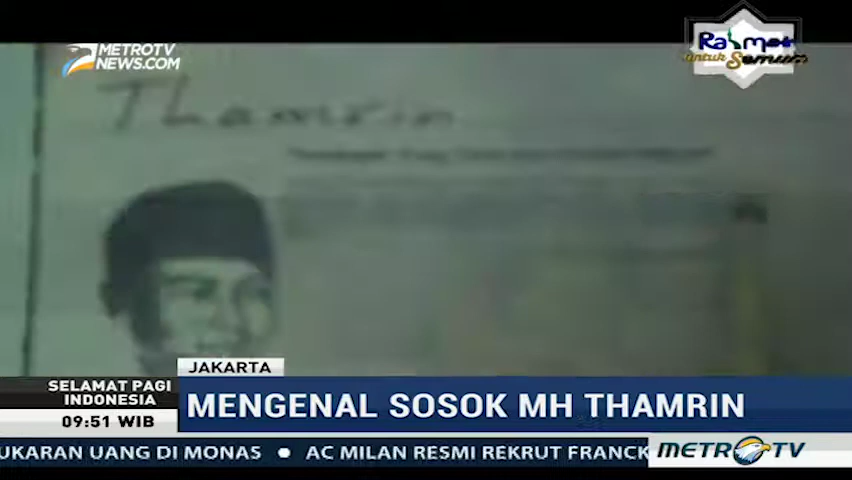 METROTV
NEWS.COM
Rahmat
untuk Semua
Thamrin
JAKARTA
SELAMAT PAGI
INDONESIA
MENGENAL SOSOK MH THAMRIN
09:51 WIB
UKARAN UANG DI MONAS ● AC MILAN RESMI REKRUT FRANCK
METROTV